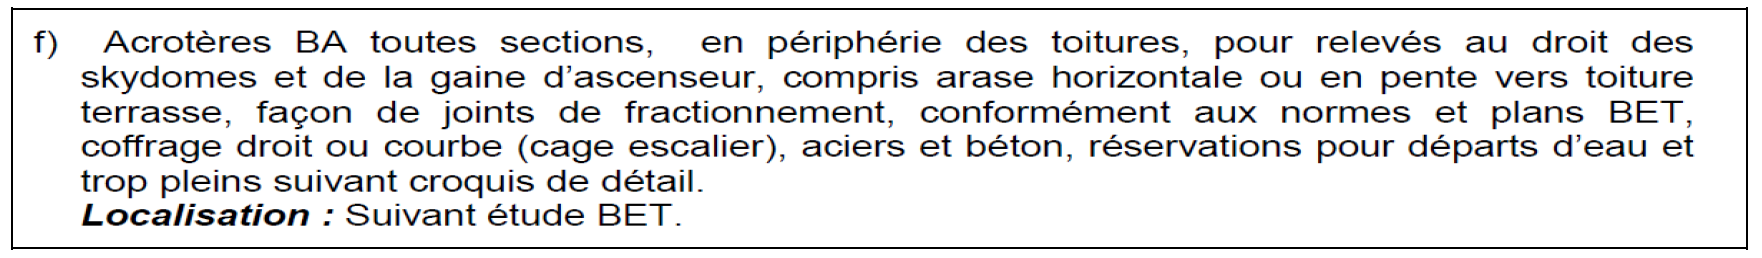 f) Acrotères BA toutes sections, en périphérie des toitures, pour relevés au droit des
skydomes et de la gaine d'ascenseur, compris arase horizontale ou en pente vers toiture
terrasse, façon de joints de fractionnement, conformément aux normes et plans BET,
coffrage droit ou courbe (cage escalier), aciers et béton, réservations pour départs d'eau et
trop pleins suivant croquis de détail.
Localisation : Suivant étude BET.